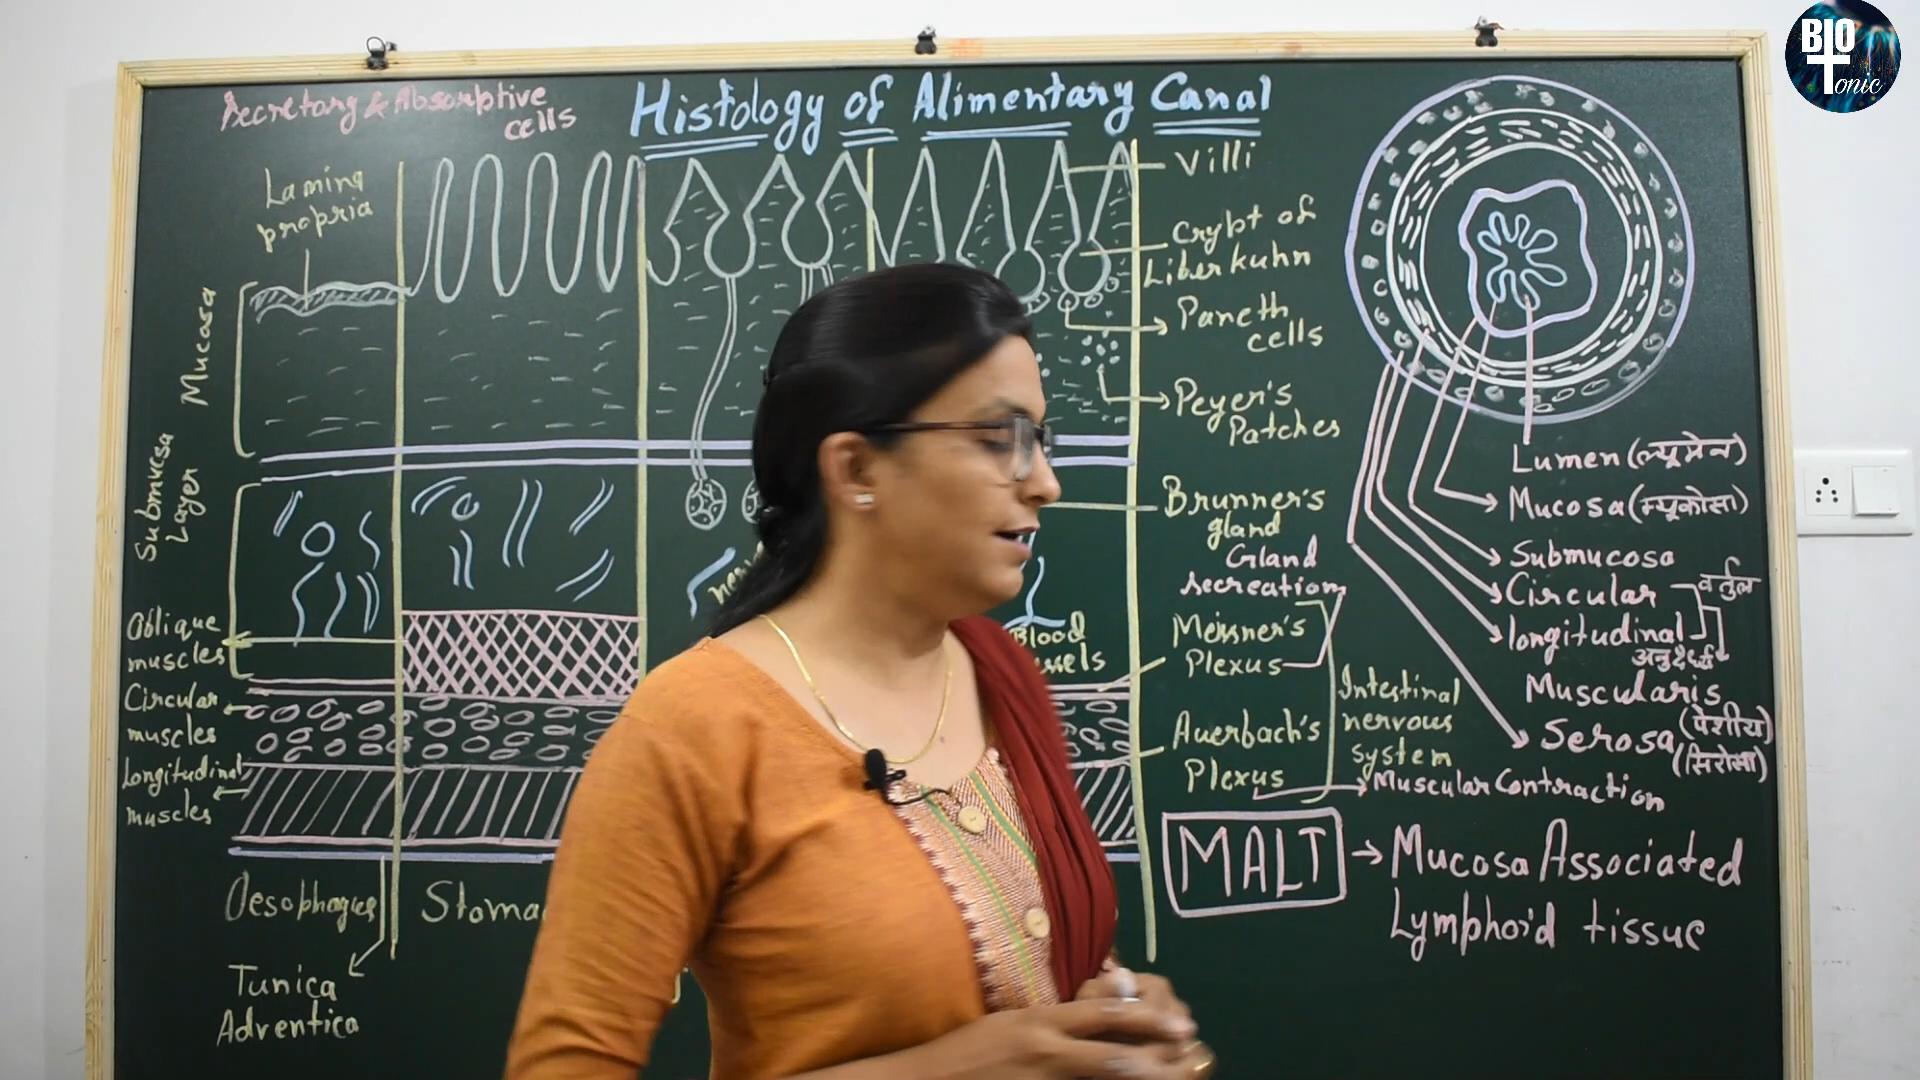 BIO
Tonic
Histology of Alimentary Canal
Secretary & Absorptive
cells
Lamina
propria
Mucosa
Submucosa
Layer
Oblique
muscles
Circular
muscles
Longitudinal
muscles
Oesophagus
Tunica
Adventica
Villi
Crypt of
Liberkuhn
Paneth
cells
Peyer's
Patches
Brunner's
gland
Gland
secreation
Meissner's
Plexus
Auerbach's
Plexus
Intestinal
nervous
system
Muscular Contraction
Blood
Lumen (ल्यूमेन)
Mucosa (म्यूकोसा)
Submucosa
Circular वर्तुल
longitudinal
अनुदैर्ध्य
Muscularis
(पेशीय)
Serosa
(सिरोसा)
MALT → Mucosa Associated
Lymphoid tissue